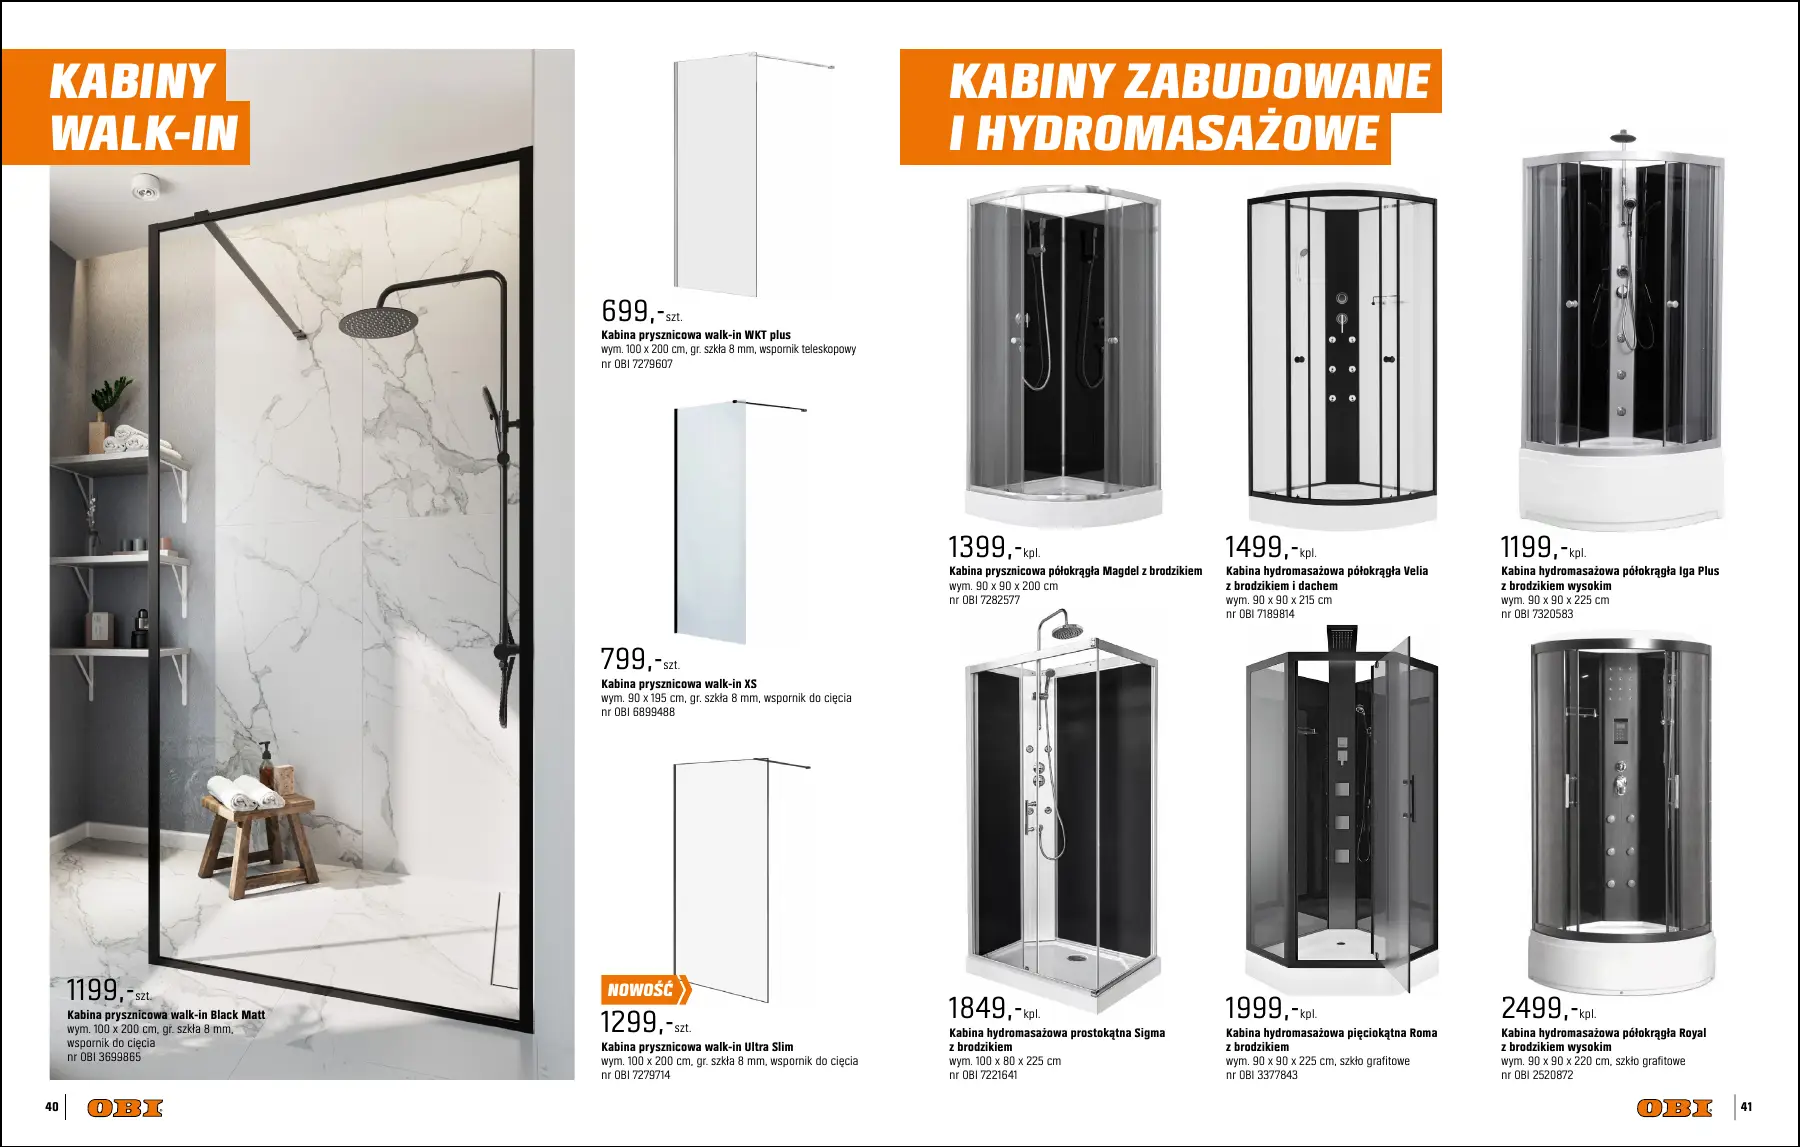 KABINY
WALK-IN
1199,-szt.
Kabina prysznicowa walk-in Black Matt
wym. 100 x 200 cm, gr. szkła 8 mm,
wspornik do cięcia
nr OBI 3699865
699,-szt.
Kabina prysznicowa walk-in WKT plus
wym. 100 x 200 cm, gr. szkła 8 mm, wspornik teleskopowy
nr OBI 7279607
799,-szt.
Kabina prysznicowa walk-in XS
wym. 90 x 195 cm, gr. szkła 8 mm, wspornik do cięcia
nr OBI 6899488
NOWOŚĆ
1299,-szt.
Kabina prysznicowa walk-in Ultra Slim
wym. 100 x 200 cm, gr. szkła 8 mm, wspornik do cięcia
nr OBI 7279714
40
OBI
KABINY ZABUDOWANE
I HYDROMASAŻOWE
1399,-kpl.
Kabina prysznicowa półokrągła Magdel z brodzikiem
wym. 90 x 90 x 200 cm
nr OBI 7282577
1499,-kpl.
Kabina hydromasażowa półokrągła Velia
z brodzikiem i dachem
wym. 90 x 90 x 215 cm
nr OBI 7189814
1199,-kpl.
Kabina hydromasażowa półokrągła Iga Plus
z brodzikiem wysokim
wym. 90 x 90 x 225 cm
nr OBI 7320583
1849,-kpl.
Kabina hydromasażowa prostokątna Sigma
z brodzikiem
wym. 100 x 80 x 225 cm
nr OBI 7221641
1999,-kpl.
Kabina hydromasażowa pięciokątna Roma
z brodzikiem
wym. 90 x 90 x 225 cm, szkło grafitowe
nr OBI 3377843
2499,-kpl.
Kabina hydromasażowa półokrągła Royal
z brodzikiem wysokim
wym. 90 x 90 x 220 cm, szkło grafitowe
nr OBI 2520872
OBI
41